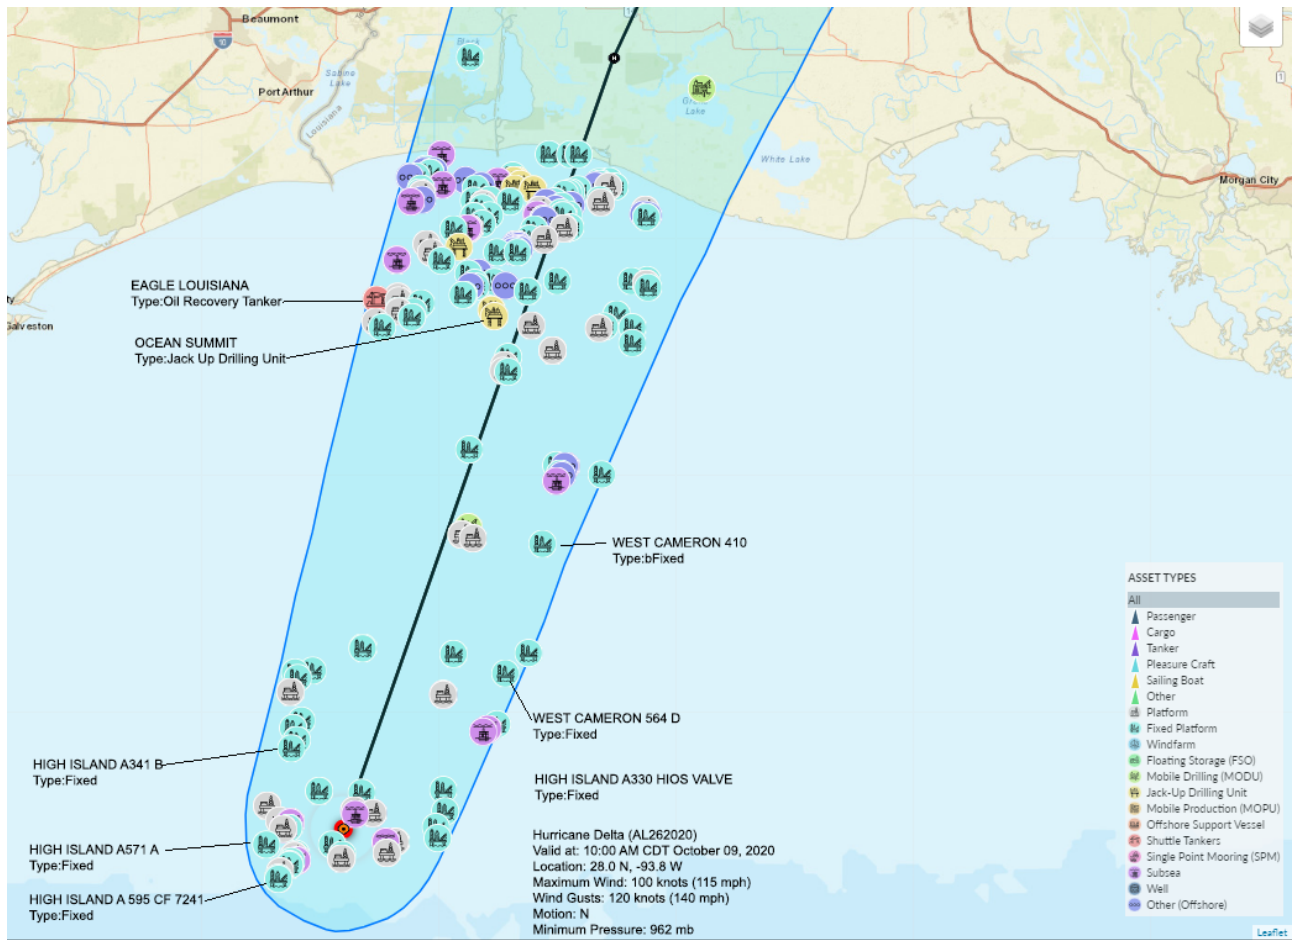 Beaumont
Port Arthur
Sabine
Lake
Louisiana
Black
Lake
White Lake
Morgan City
Galveston
1
1
H
EAGLE LOUISIANA
Type:Oil Recovery Tanker
OCEAN SUMMIT
Type:Jack Up Drilling Unit
WEST CAMERON 410
Type:bFixed
WEST CAMERON 564 D
Type:Fixed
HIGH ISLAND A341 B
Type:Fixed
HIGH ISLAND A330 HIOS VALVE
Type:Fixed
HIGH ISLAND A571 A
Type:Fixed
HIGH ISLAND A 595 CF 7241
Type:Fixed
Hurricane Delta (AL262020)
Valid at: 10:00 AM CDT October 09, 2020
Location: 28.0 N, -93.8 W
Maximum Wind: 100 knots (115 mph)
Wind Gusts: 120 knots (140 mph)
Motion: N
Minimum Pressure: 962 mb
ASSET TYPES
All
Passenger
Cargo
Tanker
Pleasure Craft
Sailing Boat
Other
Platform
Fixed Platform
Windfarm
Floating Storage (FSO)
Mobile Drilling (MODU)
Jack-Up Drilling Unit
Mobile Production (MOPU)
Offshore Support Vessel
Shuttle Tankers
Single Point Mooring (SPM)
Subsea
Well
Other (Offshore)
Leaflet